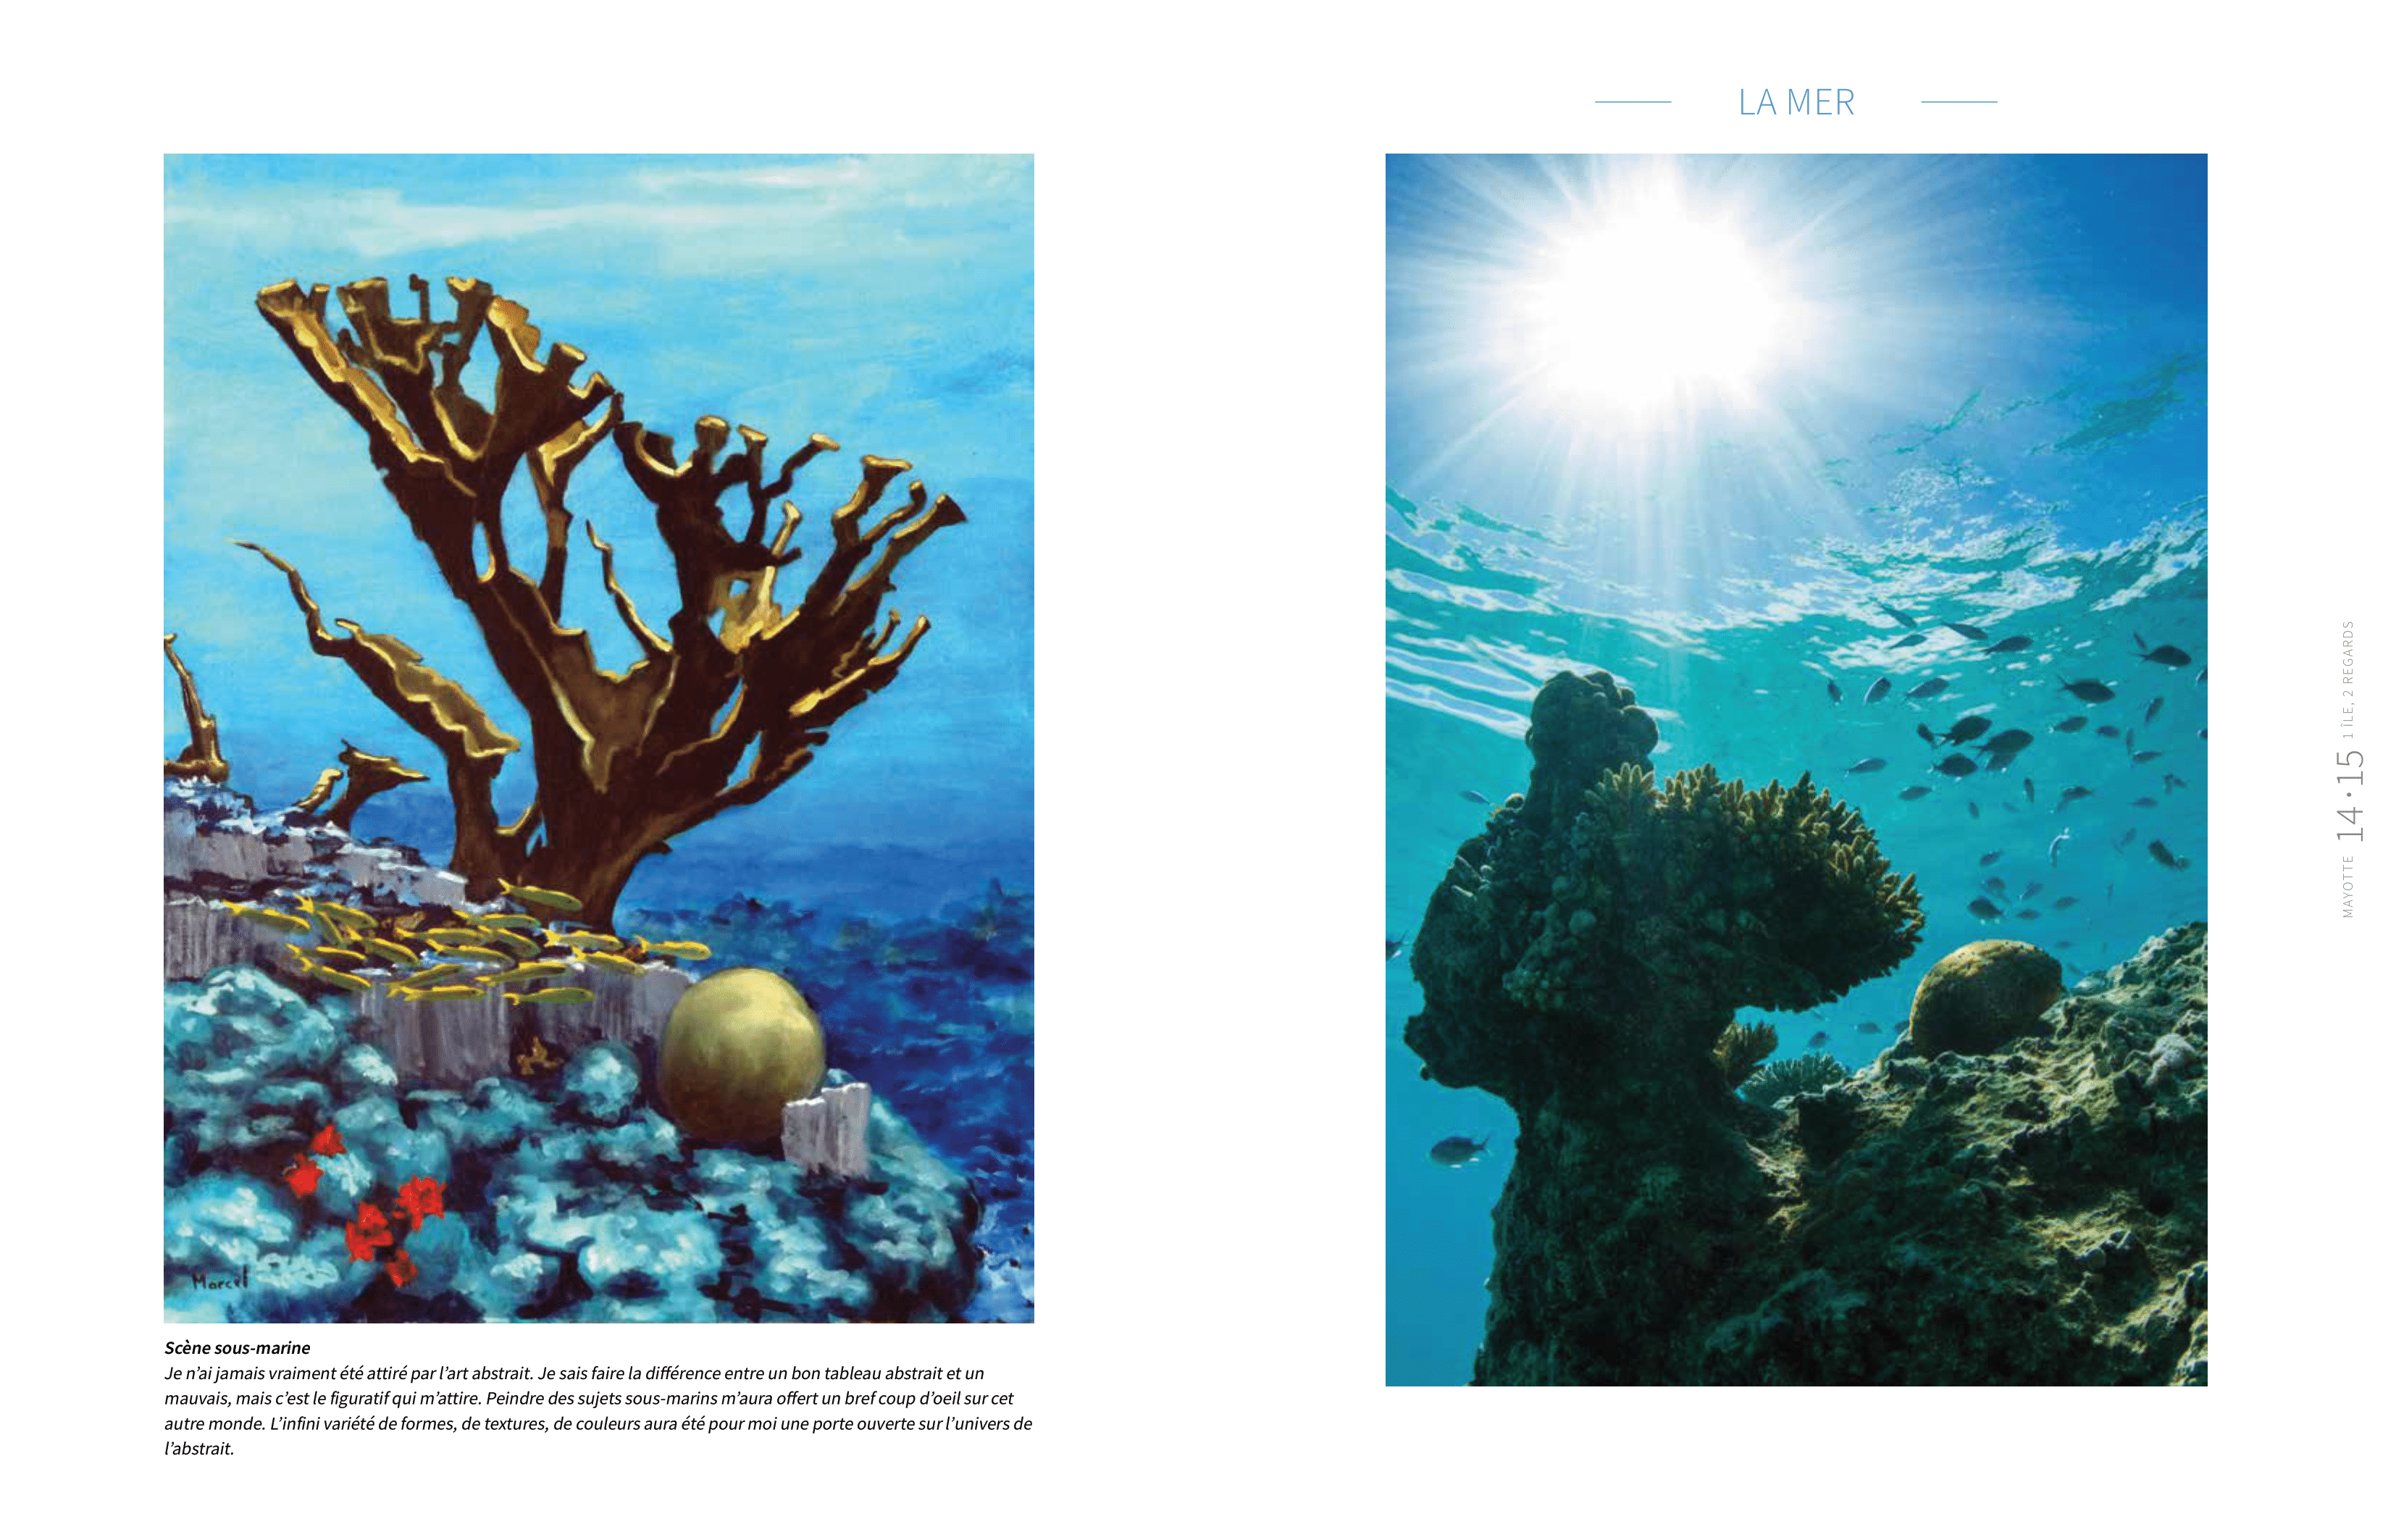 LA MER
Marcel
Scène sous-marine
Je n’ai jamais vraiment été attiré par l’art abstrait. Je sais faire la différence entre un bon tableau abstrait et un
mauvais, mais c’est le figuratif qui m’attire. Peindre des sujets sous-marins m’aura offert un bref coup d’oeil sur cet
autre monde. L’infini variété de formes, de textures, de couleurs aura été pour moi une porte ouverte sur l’univers de
l’abstrait.
MAYOTTE 14·15 1 ÎLE, 2 REGARDS